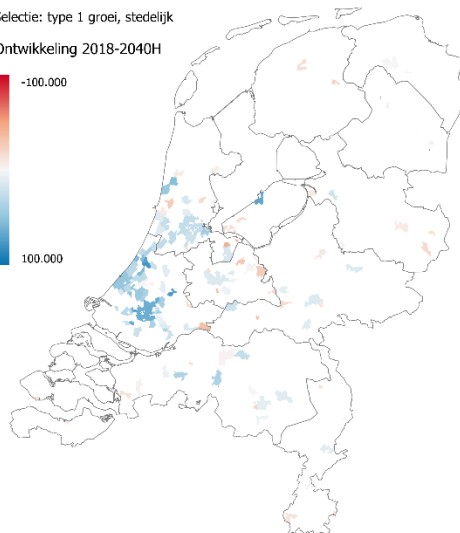 Selectie: type 1 groei, stedelijk
Ontwikkeling 2018-2040H
-100.000
100.000